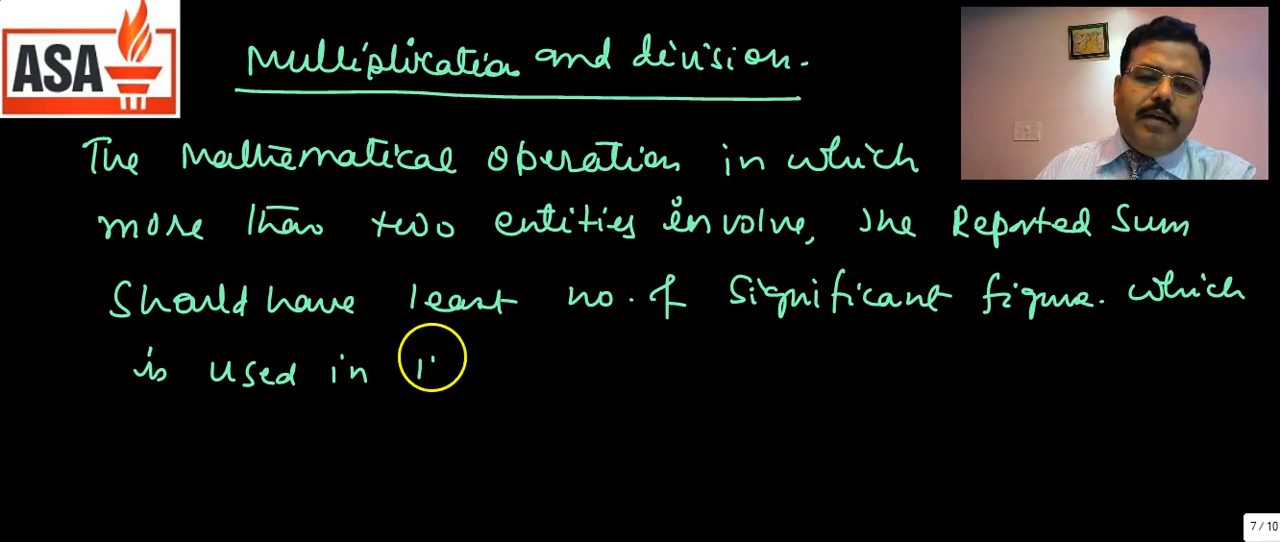 ASA
Multiplication and division.
The Mathematical operation in which
more than two entities involve, The Reported Sum
Should have least no. of Significant figure. which
is used in
7 / 10